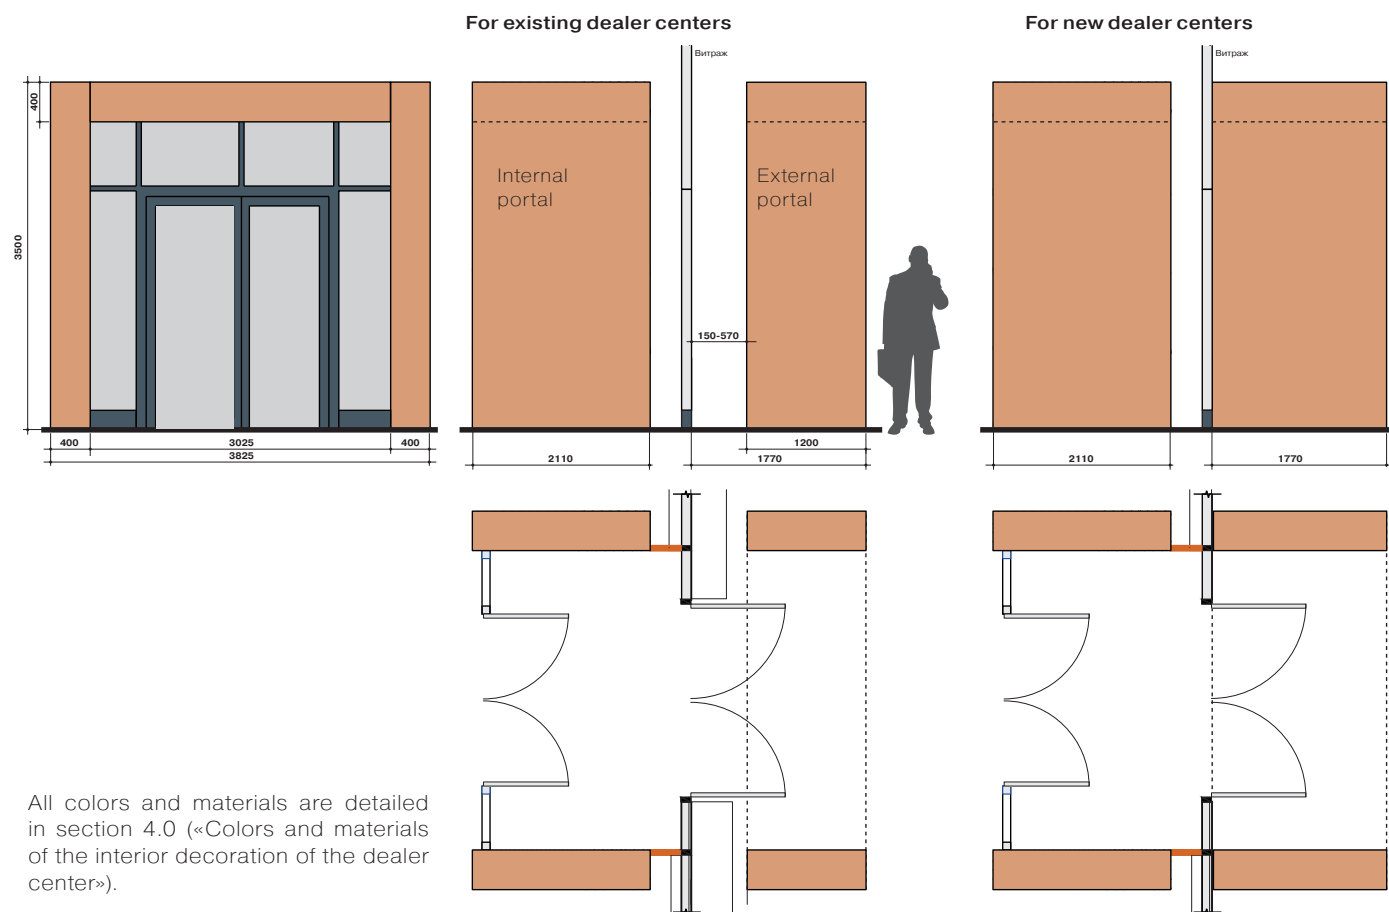 For existing dealer centers
For new dealer centers
Витраж
Витраж
400
3500
Internal
portal
External
portal
150-570
400
3025
400
3825
2110
1200
1770
2110
1770
All colors and materials are detailed
in section 4.0 («Colors and materials
of the interior decoration of the dealer
center»).